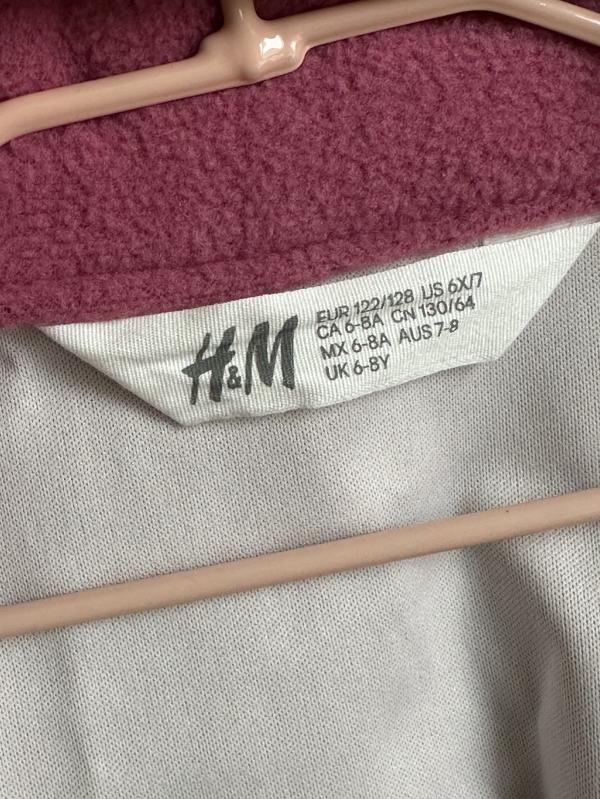 H&M
EUR 122/128 US 6X/7
CA 6-8A CN 130/64
MX 6-8A AUS 7-8
UK 6-8Y